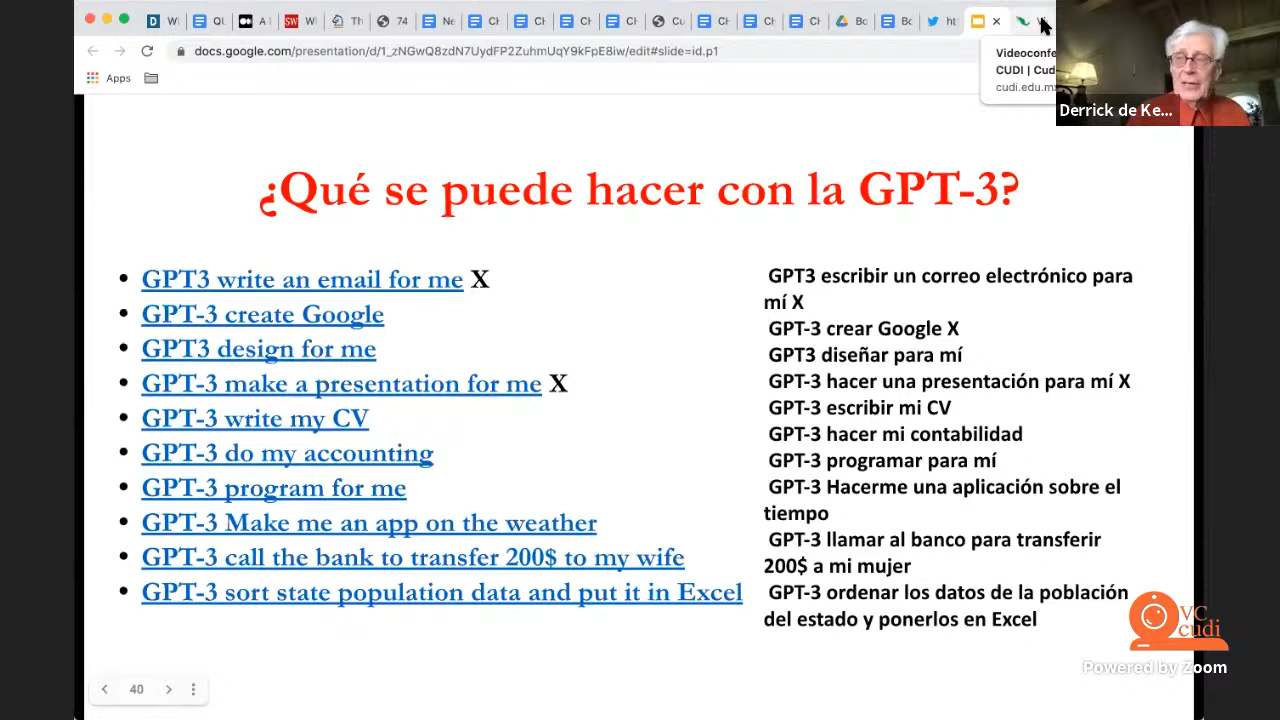 docs.google.com/presentation/d/1_zNGwQ8zdN7UydFP2ZuhmUqY9kFpE8iw/edit#slide=id.p1
Apps
Videoconfe
CUDI | Cud
cudi.edu.m
Derrick de Ke...
¿Qué se puede hacer con la GPT-3?
• GPT3 write an email for me X
• GPT-3 create Google
• GPT3 design for me
• GPT-3 make a presentation for me X
• GPT-3 write my CV
• GPT-3 do my accounting
• GPT-3 program for me
• GPT-3 Make me an app on the weather
• GPT-3 call the bank to transfer 200$ to my wife
• GPT-3 sort state population data and put it in Excel
GPT3 escribir un correo electrónico para
mí X
GPT-3 crear Google X
GPT3 diseñar para mí
GPT-3 hacer una presentación para mí X
GPT-3 escribir mi CV
GPT-3 hacer mi contabilidad
GPT-3 programar para mí
GPT-3 Hacerme una aplicación sobre el
tiempo
GPT-3 llamar al banco para transferir
200$ a mi mujer
GPT-3 ordenar los datos de la población
del estado y ponerlos en Excel
VC
cudi
Powered by Zoom
40